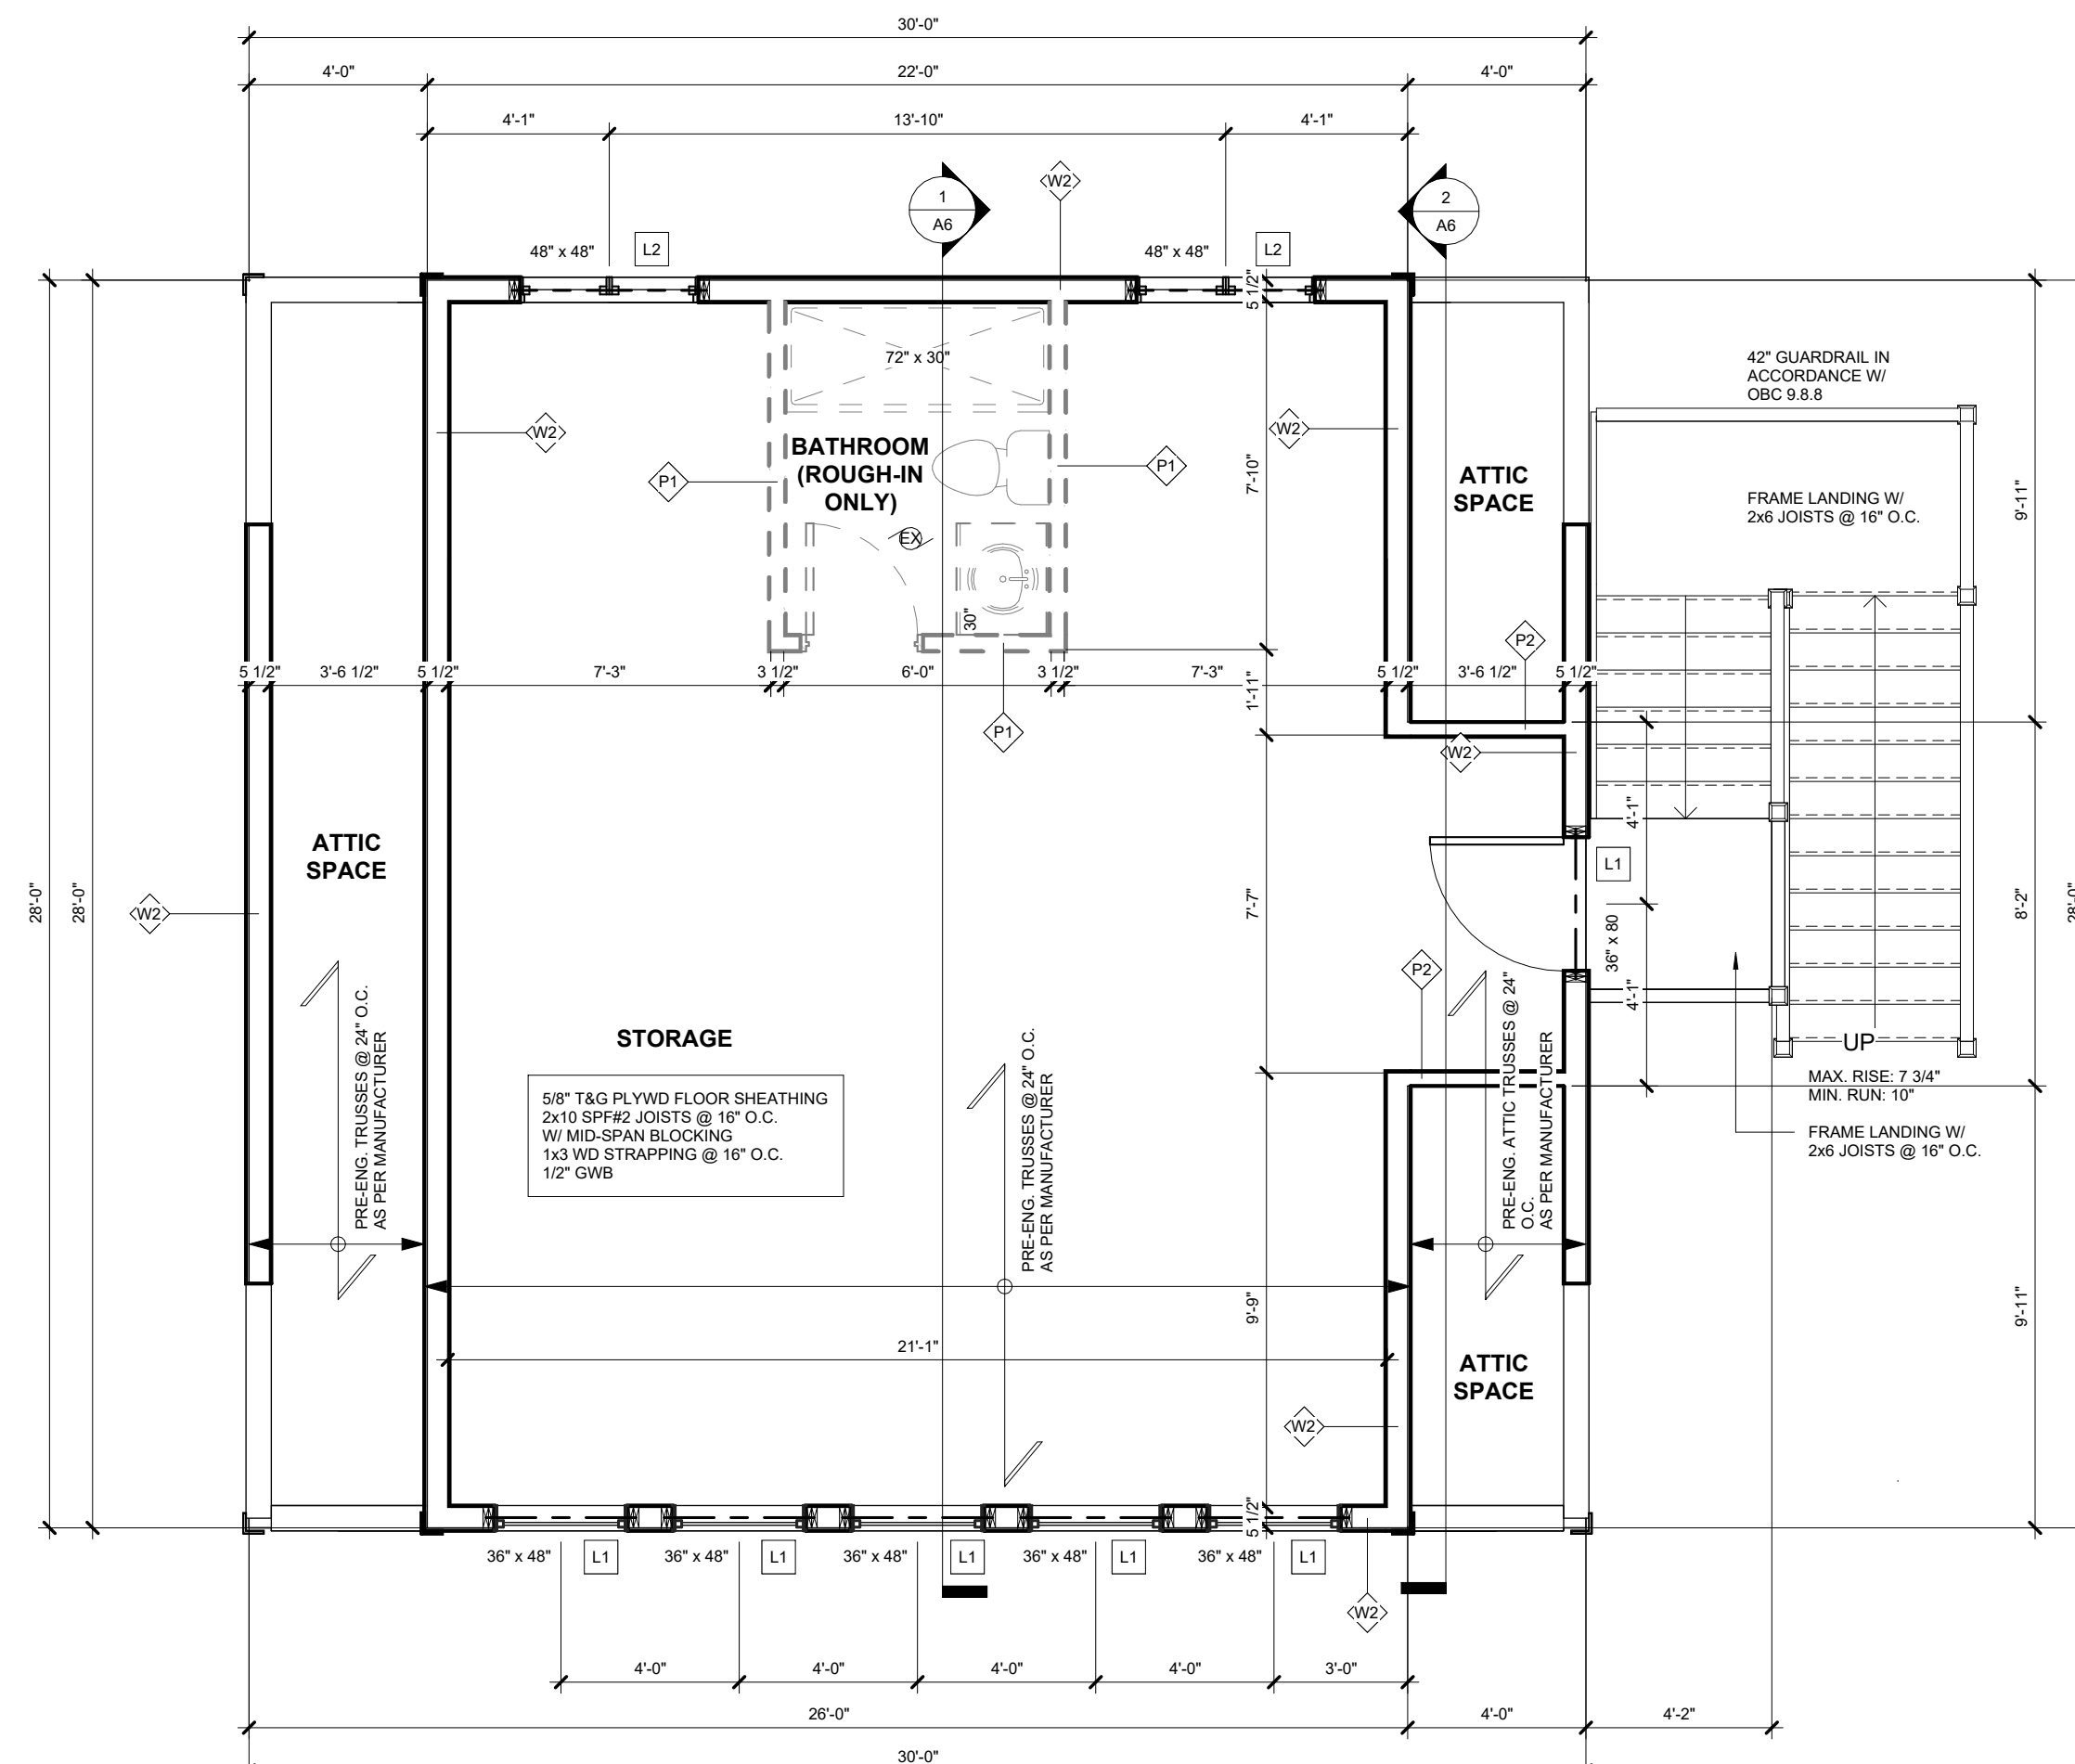 30'-0"
4'-0"
22'-0"
4'-0"
4'-1"
13'-10"
4'-1"
1
A6
W2
2
A6
48" x 48"
L2
48" x 48"
L2
5 1/2"
72" x 30"
42" GUARDRAIL IN
ACCORDANCE W/
OBC 9.8.8
W2
W2
BATHROOM
(ROUGH-IN
ONLY)
P1
P1
7'-10"
ATTIC
SPACE
FRAME LANDING W/
2x6 JOISTS @ 16" O.C.
9'-11"
EX
30"
P2
5 1/2"
3'-6 1/2"
5 1/2"
7'-3"
3 1/2"
6'-0"
3 1/2"
7'-3"
5 1/2"
3'-6 1/2"
5 1/2"
1'-11"
P1
W2
4'-1"
ATTIC
SPACE
L1
28'-0"
28'-0"
W2
7'-7"
36" x 80
8'-2"
28'-0"
P2
4'-1"
STORAGE
UP
5/8" T&G PLYWD FLOOR SHEATHING
2x10 SPF#2 JOISTS @ 16" O.C.
W/ MID-SPAN BLOCKING
1x3 WD STRAPPING @ 16" O.C.
1/2" GWB
PRE-ENG. TRUSSES @ 24" O.C.
AS PER MANUFACTURER
PRE-ENG. TRUSSES @ 24" O.C.
AS PER MANUFACTURER
PRE-ENG. ATTIC TRUSSES @ 24"
O.C.
AS PER MANUFACTURER
MAX. RISE: 7 3/4"
MIN. RUN: 10"
FRAME LANDING W/
2x6 JOISTS @ 16" O.C.
9'-9"
9'-11"
21'-1"
ATTIC
SPACE
W2
5 1/2"
36" x 48"
L1
36" x 48"
L1
36" x 48"
L1
36" x 48"
L1
36" x 48"
L1
W2
4'-0"
4'-0"
4'-0"
4'-0"
3'-0"
26'-0"
4'-0"
4'-2"
30'-0"